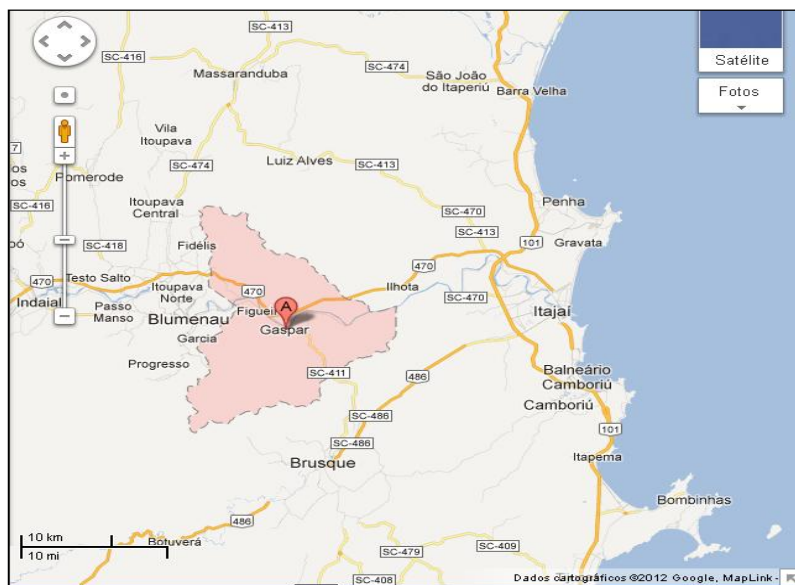 SC-413
SC-416
SC-474
Massaranduba
São João
do Itaperiú
Barra Velha
Satélite
Fotos
Vila
Itoupava
Luiz Alves
SC-413
SC-474
Pomerode
SC-416
Itoupava
Central
SC-470
Penha
SC-413
101
Gravata
SC-418
Fidélis
470
Testo Salto
470
470
Indaial
Passo
Manso
Itoupava
Norte
Ilhota
SC-470
A
Figuei
Blumenau
Gaspar
Garcia
Itajaí
Progresso
SC-411
486
Balneário
Camboriú
Camboriú
SC-486
101
SC-486
Itapema
Brusque
Bombinhas
486
Botuverá
10 km
10 mi
SC-479
SC-409
SC-408
Dados cartográficos ©2012 Google, MapLink -